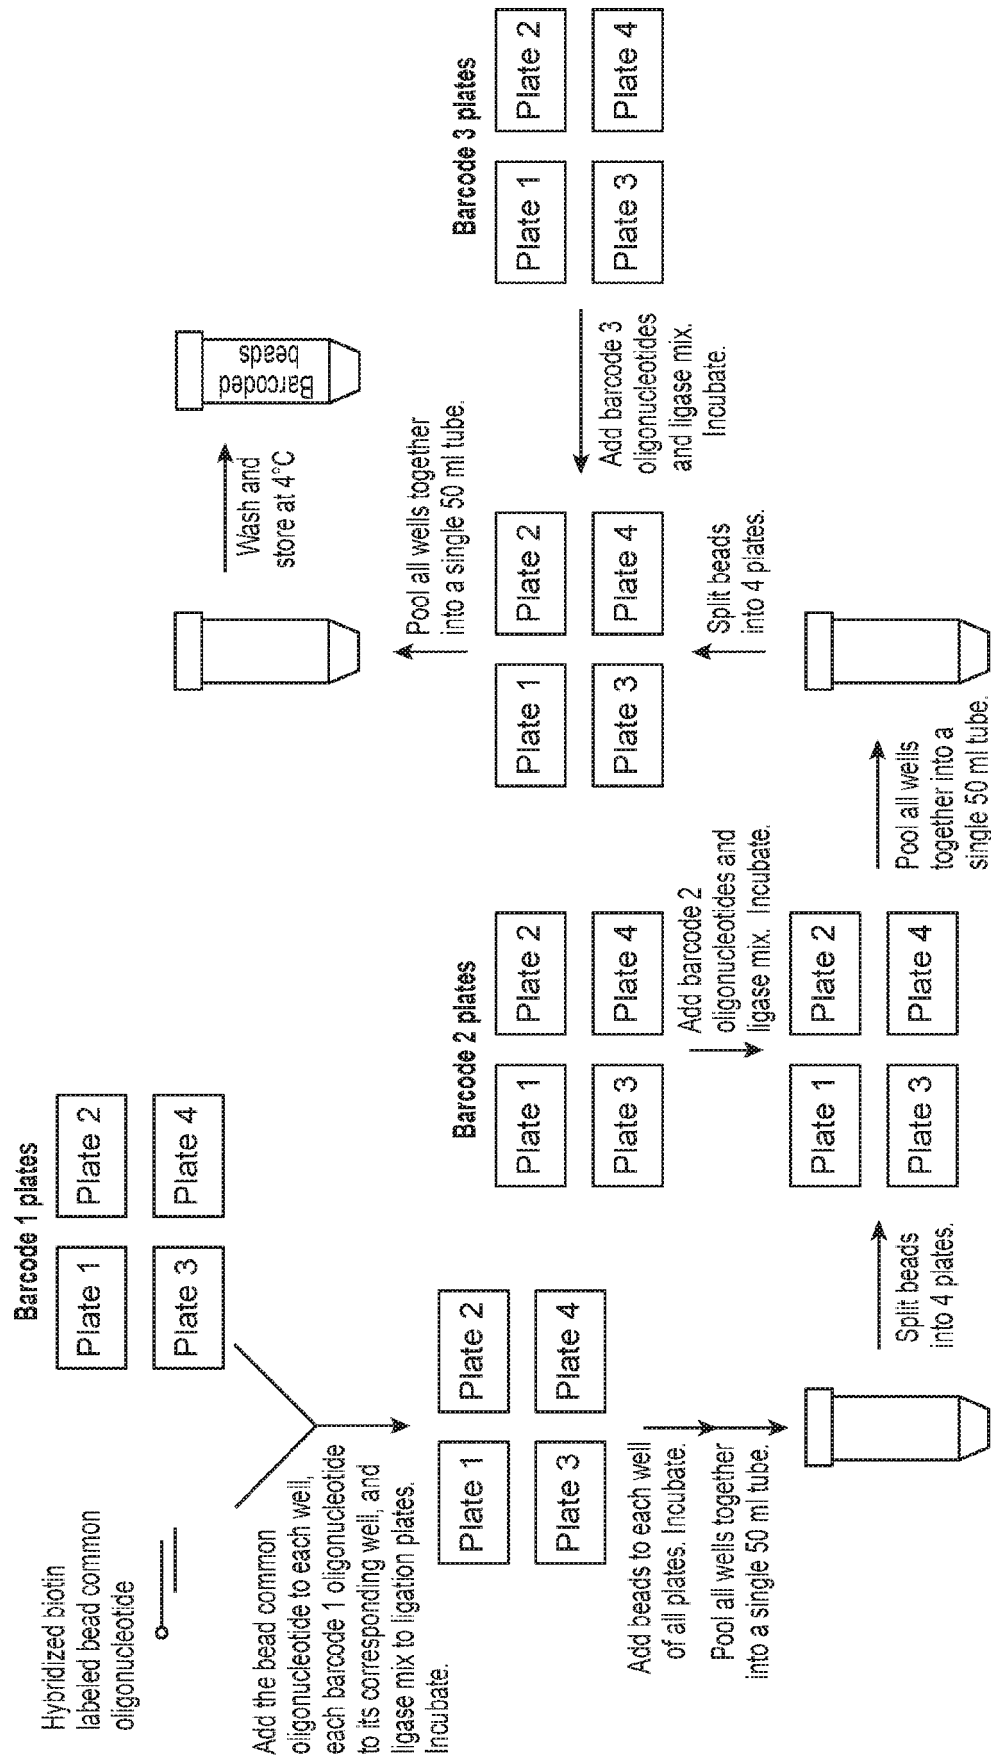 Hybridized biotin
labeled bead common
oligonucleotide
Barcode 1 plates
Plate 1
Plate 2
Plate 3
Plate 4
Add the bead common
oligonucleotide to each well,
each barcode 1 oligonucleotide
to its corresponding well, and
ligase mix to ligation plates.
Incubate.
Plate 1
Plate 2
Plate 3
Plate 4
Add beads to each well
of all plates. Incubate.
Pool all wells together
into a single 50 ml tube.
Split beads
into 4 plates.
Barcode 2 plates
Plate 1
Plate 2
Plate 3
Plate 4
Add barcode 2
oligonucleotides and
ligase mix. Incubate.
Plate 1
Plate 2
Plate 3
Plate 4
Pool all wells
together into a
single 50 ml tube.
Split beads
into 4 plates.
Plate 1
Plate 2
Plate 3
Plate 4
Barcode 3 plates
Plate 1
Plate 2
Plate 3
Plate 4
Add barcode 3
oligonucleotides
and ligase mix.
Incubate.
Pool all wells together
into a single 50 ml tube.
Wash and
store at 4°C
Barcoded
beads